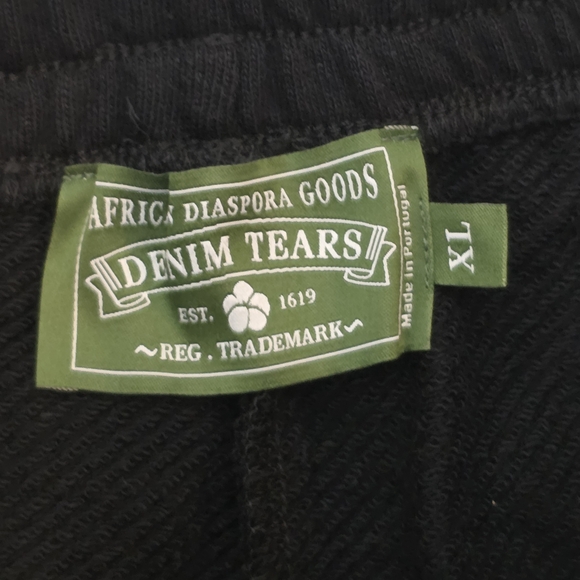 AFRICA DIASPORA GOODS
DENIM TEARS
EST. 1619
~REG. TRADEMARK~
Made in Portugal
XL